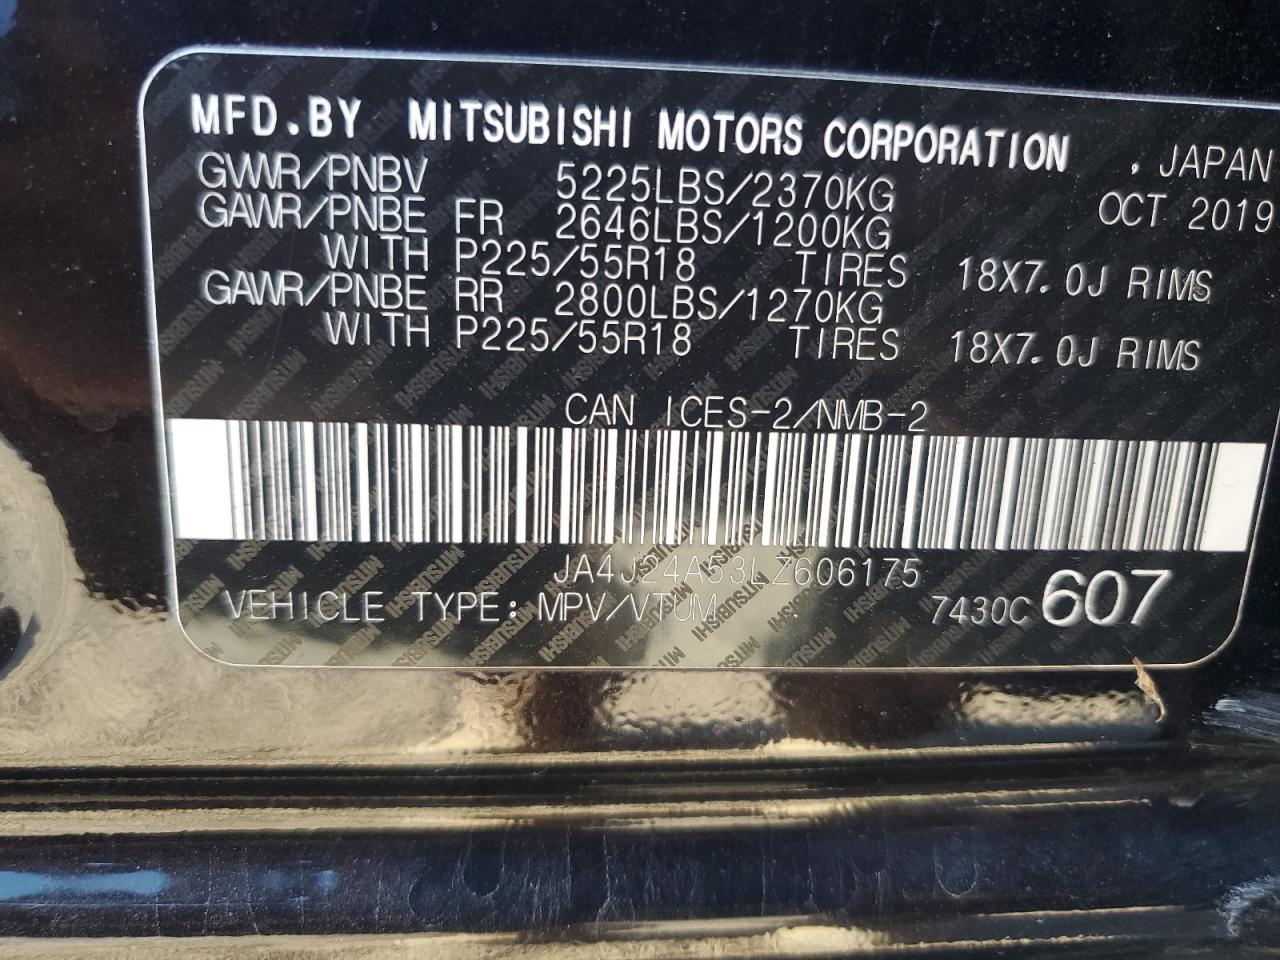 MFD.BY MITSUBISHI MOTORS CORPORATION , JAPAN
GVWR/PNBV 5225LBS/2370KG OCT 2019
GAWR/PNBE FR 2646LBS/1200KG
WITH P225/55R18 TIRES 18X7.0J RIMS
GAWR/PNBE RR 2800LBS/1270KG
WITH P225/55R18 TIRES 18X7.0J RIMS
CAN ICES-2/NMB-2
JA4J24A53LZ606175
VEHICLE TYPE: MPV/VTUM 7430C 607